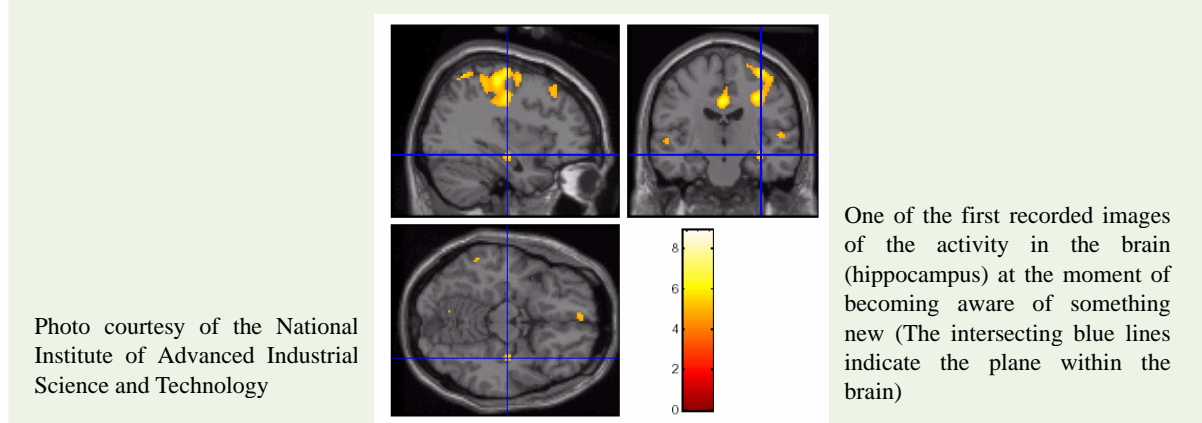 Photo courtesy of the National
Institute of Advanced Industrial
Science and Technology
8
6
4
2
0
One of the first recorded images
of the activity in the brain
(hippocampus) at the moment of
becoming aware of something
new (The intersecting blue lines
indicate the plane within the
brain)